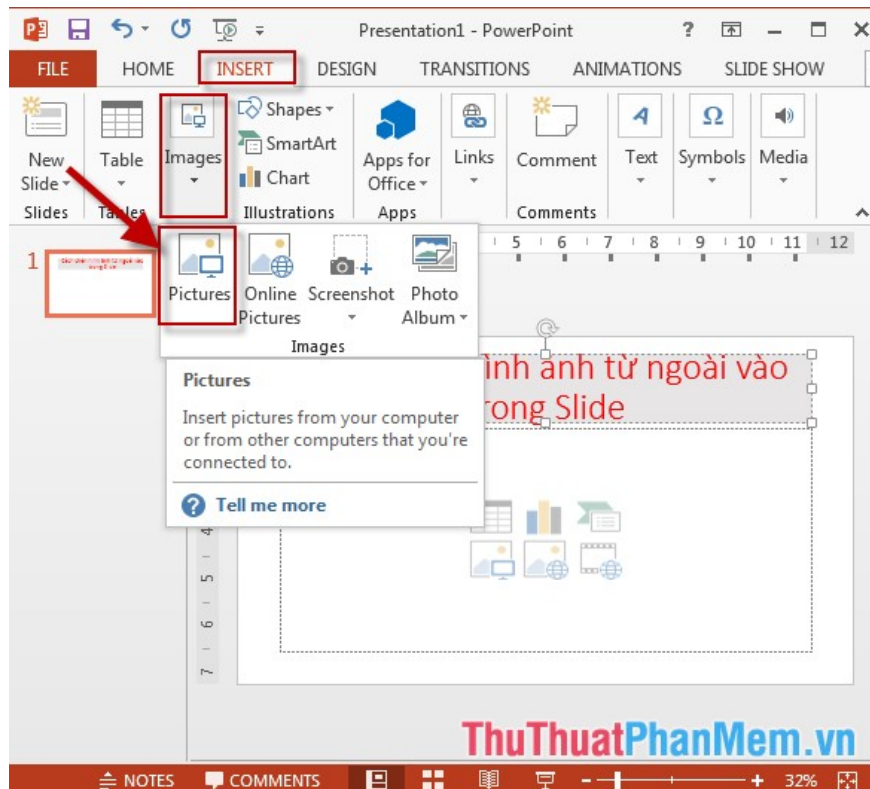 Presentation1 - PowerPoint
FILE HOME INSERT DESIGN TRANSITIONS ANIMATIONS SLIDE SHOW
New Slide Table Images Shapes SmartArt Chart Apps for Office Links Comment Text Symbols Media
Slides Tables Illustrations Apps Comments
5 6 7 8 9 10 11 12
1
Pictures Online Pictures Screenshot Photo Album
Images
ình ảnh từ ngoài vào
rong Slide
Pictures
Insert pictures from your computer
or from other computers that you're
connected to.
Tell me more
4
5
6
7
ThuThuatPhanMem.vn
NOTES COMMENTS 32%